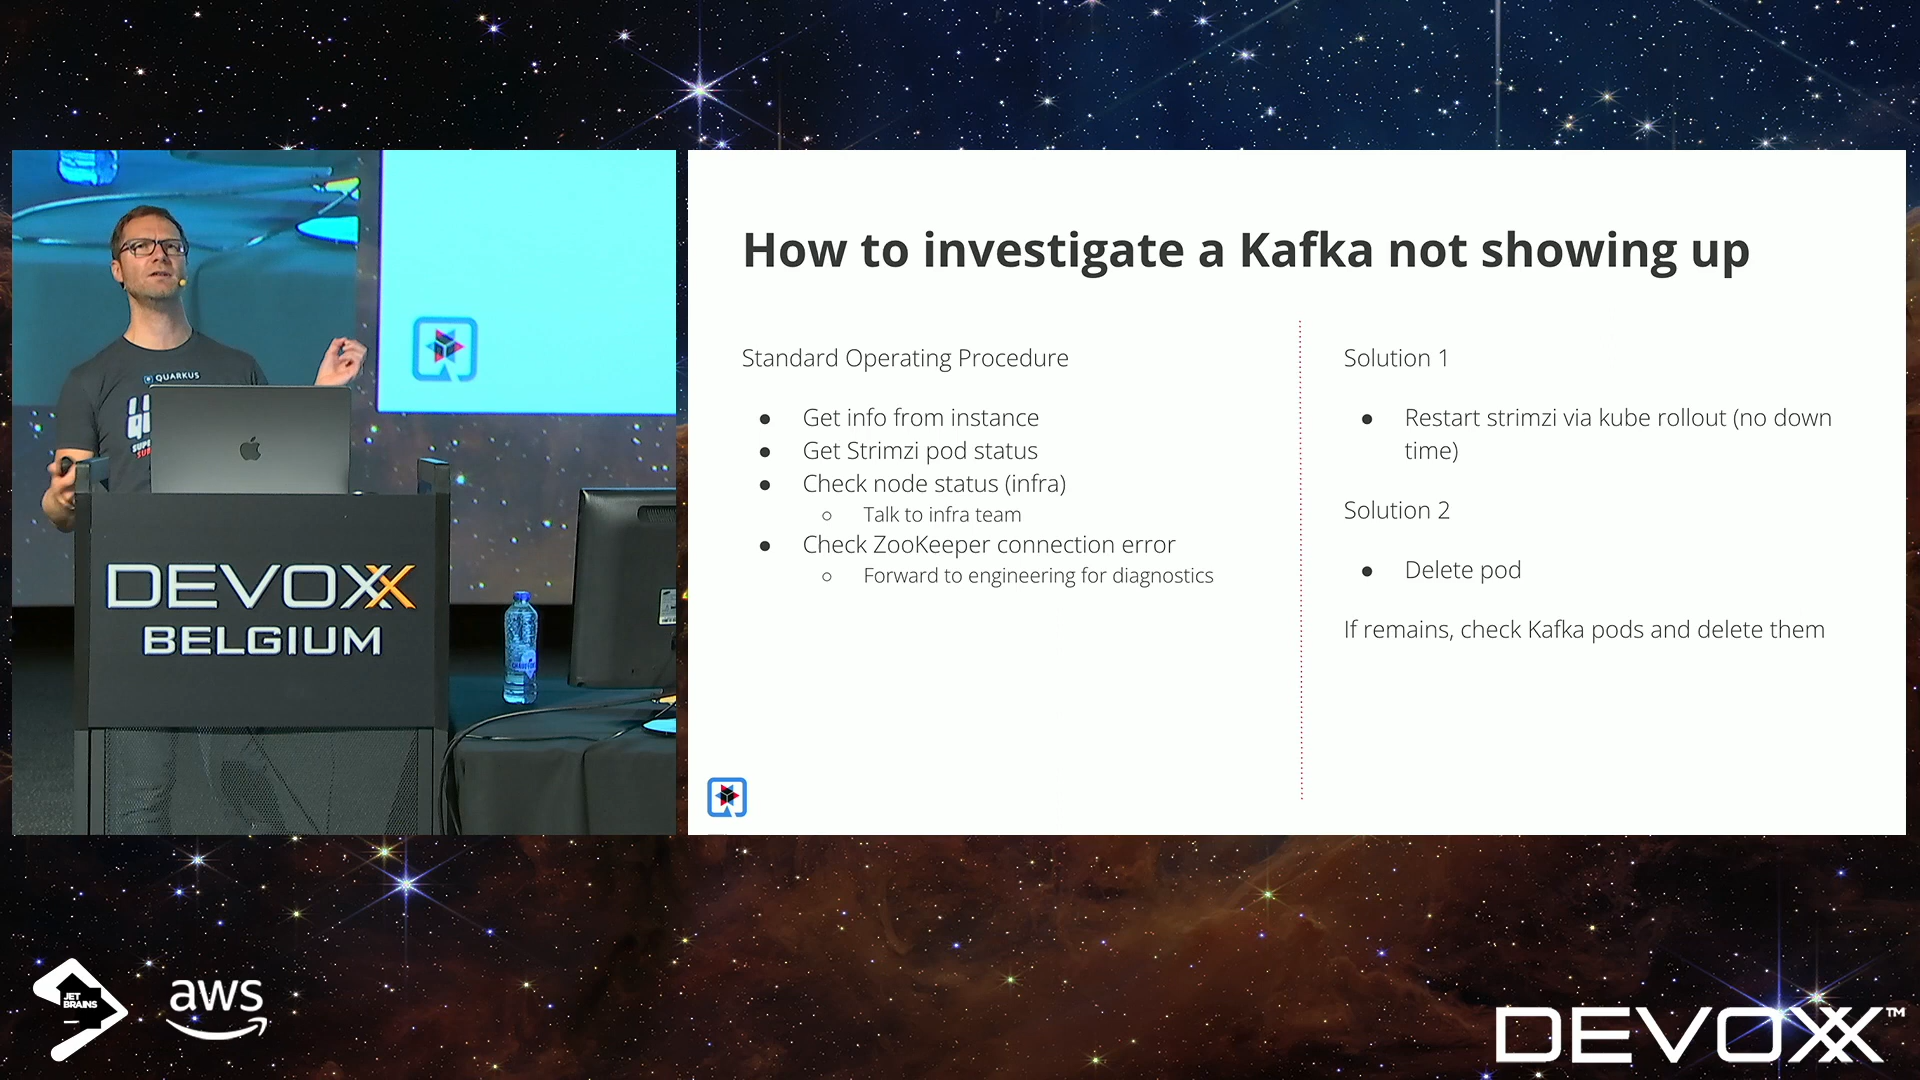 How to investigate a Kafka not showing up
Standard Operating Procedure
● Get info from instance
● Get Strimzi pod status
● Check node status (infra)
○ Talk to infra team
● Check ZooKeeper connection error
○ Forward to engineering for diagnostics
Solution 1
● Restart strimzi via kube rollout (no down
time)
Solution 2
● Delete pod
If remains, check Kafka pods and delete them
QUARKUS
DEVOXX
BELGIUM
JET
BRAINS
aws
DEVOXX™